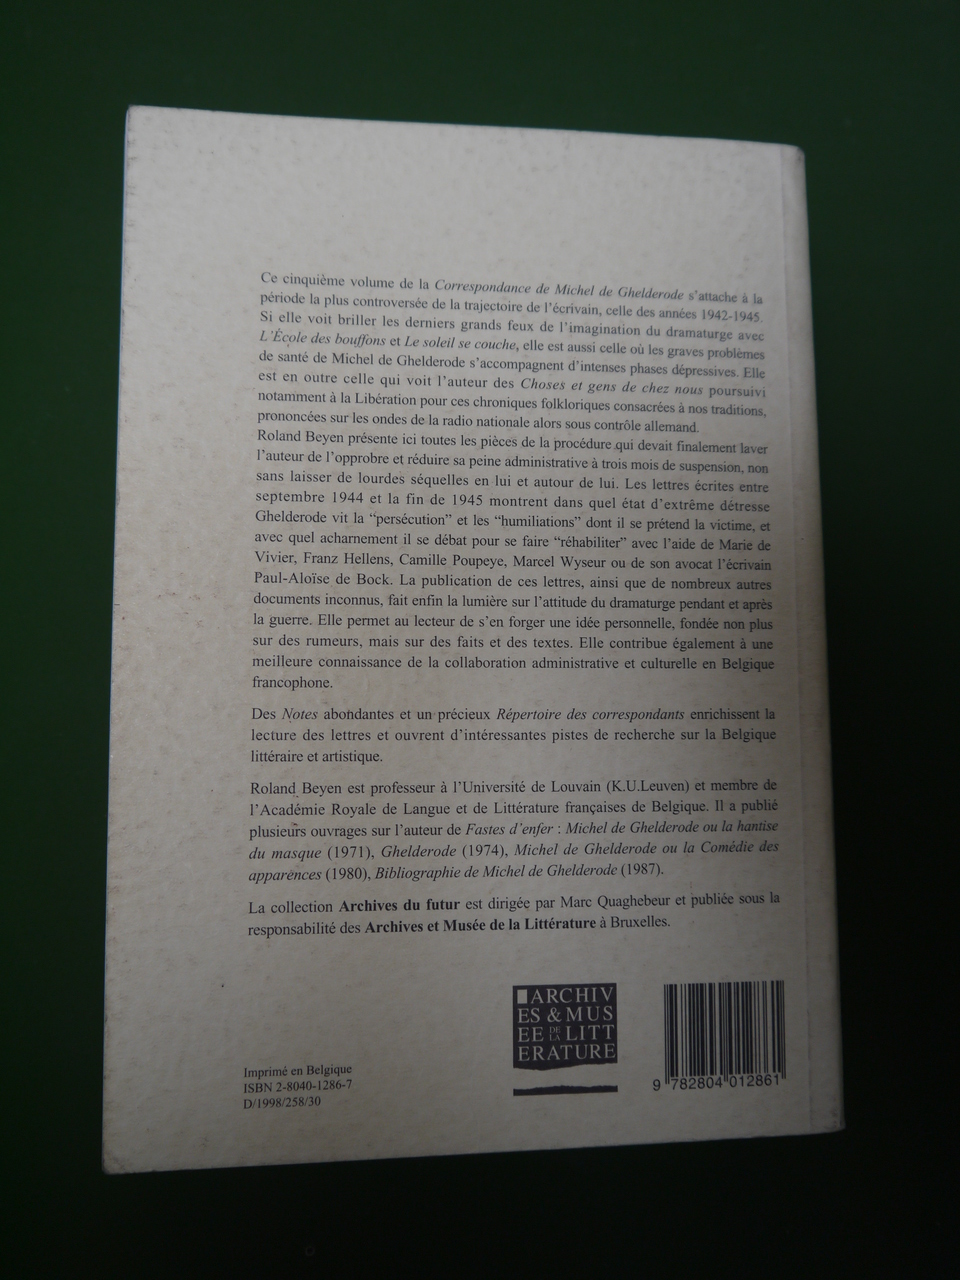 Ce cinquième volume de la Correspondance de Michel de Ghelderode s'attache à la
période la plus controversée de la trajectoire de l'écrivain, celle des années 1942-1945.
Si elle voit briller les derniers grands feux de l'imagination du dramaturge avec
L'École des bouffons et Le soleil se couche, elle est aussi celle où les graves problèmes
de santé de Michel de Ghelderode s'accompagnent d'intenses phases dépressives. Elle
est en outre celle qui voit l'auteur des Choses et gens de chez nous poursuivi
notamment à la Libération pour ces chroniques folkloriques consacrées à nos traditions,
prononcées sur les ondes de la radio nationale alors sous contrôle allemand.
Roland Beyen présente ici toutes les pièces de la procédure qui devait finalement laver
l'auteur de l'opprobre et réduire sa peine administrative à trois mois de suspension, non
sans laisser de lourdes séquelles en lui et autour de lui. Les lettres écrites entre
septembre 1944 et la fin de 1945 montrent dans quel état d'extrême détresse
Ghelderode vit la “persécution” et les “humiliations” dont il se prétend la victime, et
avec quel acharnement il se débat pour se faire “réhabiliter” avec l'aide de Marie de
Vivier, Franz Hellens, Camille Poupeye, Marcel Wyseur ou de son avocat l'écrivain
Paul-Aloïse de Bock. La publication de ces lettres, ainsi que de nombreux autres
documents inconnus, fait enfin la lumière sur l'attitude du dramaturge pendant et après
la guerre. Elle permet au lecteur de s'en forger une idée personnelle, fondée non plus
sur des rumeurs, mais sur des faits et des textes. Elle contribue également à une
meilleure connaissance de la collaboration administrative et culturelle en Belgique
francophone.
Des Notes abondantes et un précieux Répertoire des correspondants enrichissent la
lecture des lettres et ouvrent d'intéressantes pistes de recherche sur la Belgique
littéraire et artistique.
Roland Beyen est professeur à l'Université de Louvain (K.U.Leuven) et membre de
l'Académie Royale de Langue et de Littérature françaises de Belgique. Il a publié
plusieurs ouvrages sur l'auteur de Fastes d'enfer : Michel de Ghelderode ou la hantise
du masque (1971), Ghelderode (1974), Michel de Ghelderode ou la Comédie des
apparences (1980), Bibliographie de Michel de Ghelderode (1987).
La collection Archives du futur est dirigée par Marc Quaghebeur et publiée sous la
responsabilité des Archives et Musée de la Littérature à Bruxelles.
ARCHIV
ES & MUS
EE DE LA LITT
ERATURE
Imprimé en Belgique
ISBN 2-8040-1286-7
D/1998/258/30
9 782804 012861